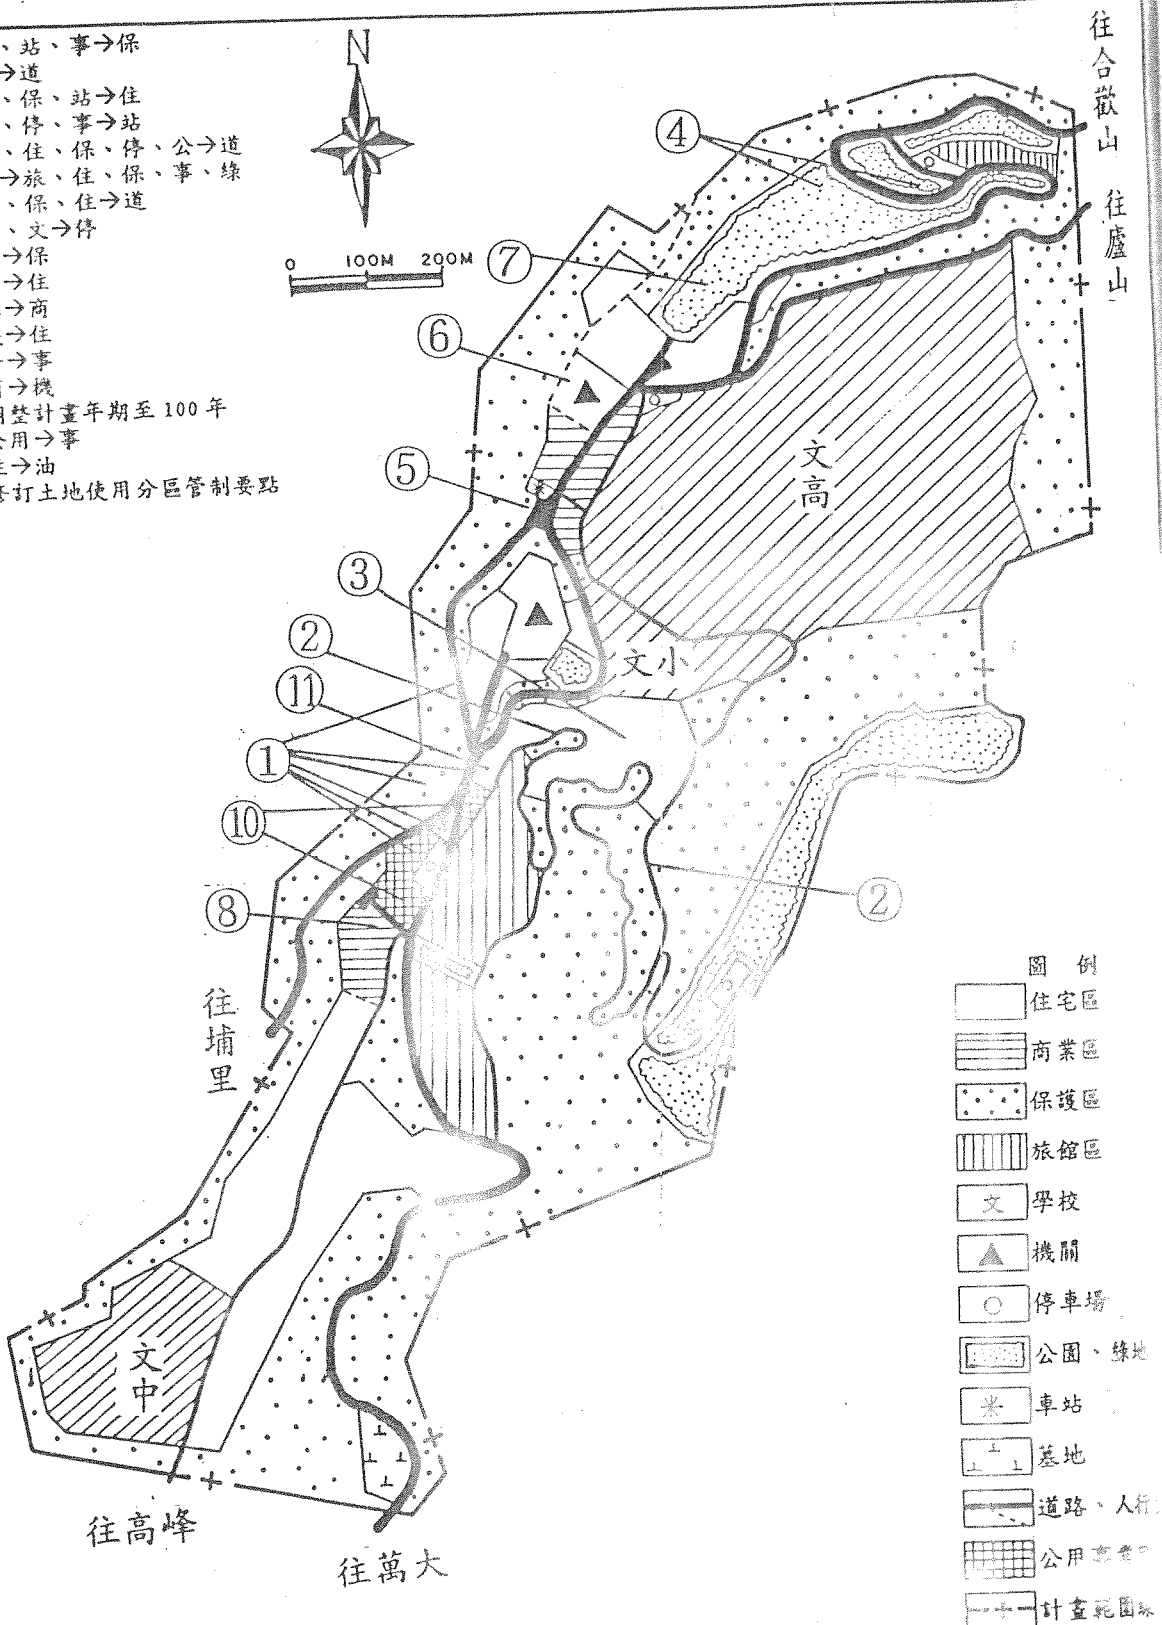 、站、事→保
→道
、保、站→住
、停、事→站
、住、保、停、公→道
→旅、住、保、事、綠
、保、住→道
、文→停
→保
→住
→商
→住
→事
→機
整計畫年期至100年
用→事
→油
訂土地使用分區管制要點
N
0 100M 200M
往合歡山
往廬山
④
⑦
⑥
⑤
文高
③
②
⑪
文小
①
⑩
⑧
②
往埔里
文中
往高峰
往萬大
圖例
住宅區
商業區
保護區
旅館區
文 學校
機關
停車場
公園、綠地
車站
墓地
道路、人行
公用事業
計畫範圍線